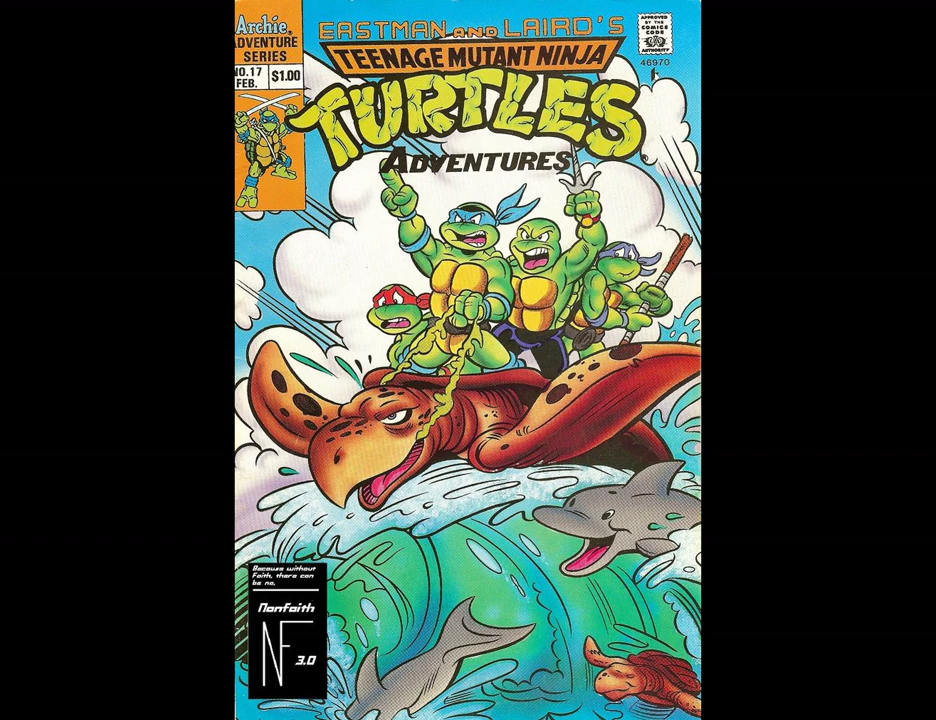 Archie
ADVENTURE
SERIES
NO.17
FEB.
$1.00
EASTMAN AND LAIRD'S
TEENAGE MUTANT NINJA
TURTLES
ADVENTURES
APPROVED
BY THE
COMICS
CODE
AUTHORITY
46970
Because without
Faith, there can
be no,
NonFaith
NF 3.0